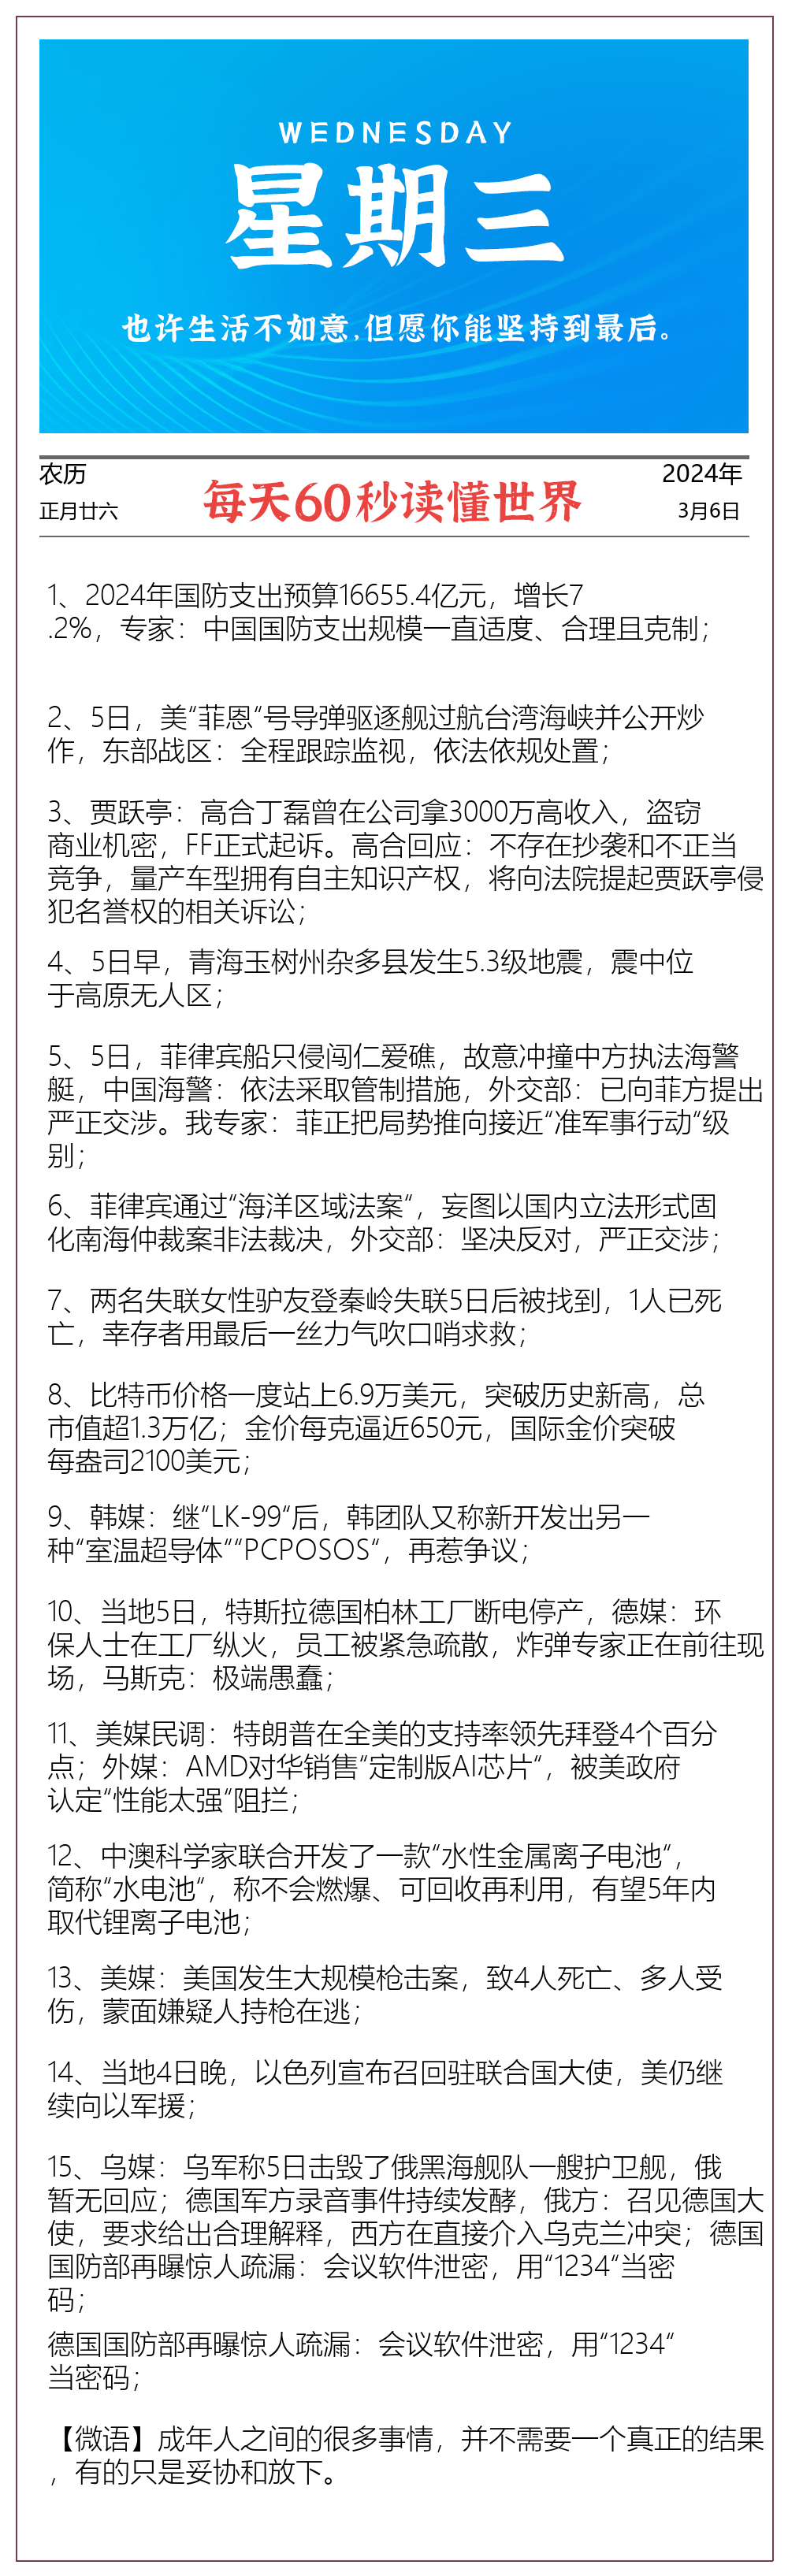 WEDNESDAY
星期三
也许生活不如意,但愿你能坚持到最后。
农历
2024年
每天60秒读懂世界
正月廿六
3月6日
1、2024年国防支出预算16655.4亿元，增长7
.2%，专家：中国国防支出规模一直适度、合理且克制；
2、5日，美“菲恩“号导弹驱逐舰过航台湾海峡并公开炒
作，东部战区：全程跟踪监视，依法依规处置；
3、贾跃亭：高合丁磊曾在公司拿3000万高收入，盗窃
商业机密，FF正式起诉。高合回应：不存在抄袭和不正当
竞争，量产车型拥有自主知识产权，将向法院提起贾跃亭侵
犯名誉权的相关诉讼；
4、5日早，青海玉树州杂多县发生5.3级地震，震中位
于高原无人区；
5、5日，菲律宾船只侵闯仁爱礁，故意冲撞中方执法海警
艇，中国海警：依法采取管制措施，外交部：已向菲方提出
严正交涉。我专家：菲正把局势推向接近“准军事行动“级
别；
6、菲律宾通过“海洋区域法案“，妄图以国内立法形式固
化南海仲裁案非法裁决，外交部：坚决反对，严正交涉；
7、两名失联女性驴友登秦岭失联5日后被找到，1人已死
亡，幸存者用最后一丝力气吹口哨求救；
8、比特币价格一度站上6.9万美元，突破历史新高，总
市值超1.3万亿；金价每克逼近650元，国际金价突破
每盎司2100美元；
9、韩媒：继“LK-99“后，韩团队又称新开发出另一
种“室温超导体““PCPOSOS“，再惹争议；
10、当地5日，特斯拉德国柏林工厂断电停产，德媒：环
保人士在工厂纵火，员工被紧急疏散，炸弹专家正在前往现
场，马斯克：极端愚蠢；
11、美媒民调：特朗普在全美的支持率领先拜登4个百分
点；外媒：AMD对华销售“定制版AI芯片“，被美政府
认定“性能太强“阻拦；
12、中澳科学家联合开发了一款“水性金属离子电池“，
简称“水电池“，称不会燃爆、可回收再利用，有望5年内
取代锂离子电池；
13、美媒：美国发生大规模枪击案，致4人死亡、多人受
伤，蒙面嫌疑人持枪在逃；
14、当地4日晚，以色列宣布召回驻联合国大使，美仍继
续向以军援；
15、乌媒：乌军称5日击毁了俄黑海舰队一艘护卫舰，俄
暂无回应；德国军方录音事件持续发酵，俄方：召见德国大
使，要求给出合理解释，西方在直接介入乌克兰冲突；德国
国防部再曝惊人疏漏：会议软件泄密，用“1234“当密
码；
德国国防部再曝惊人疏漏：会议软件泄密，用“1234“
当密码；
【微语】成年人之间的很多事情，并不需要一个真正的结果
，有的只是妥协和放下。